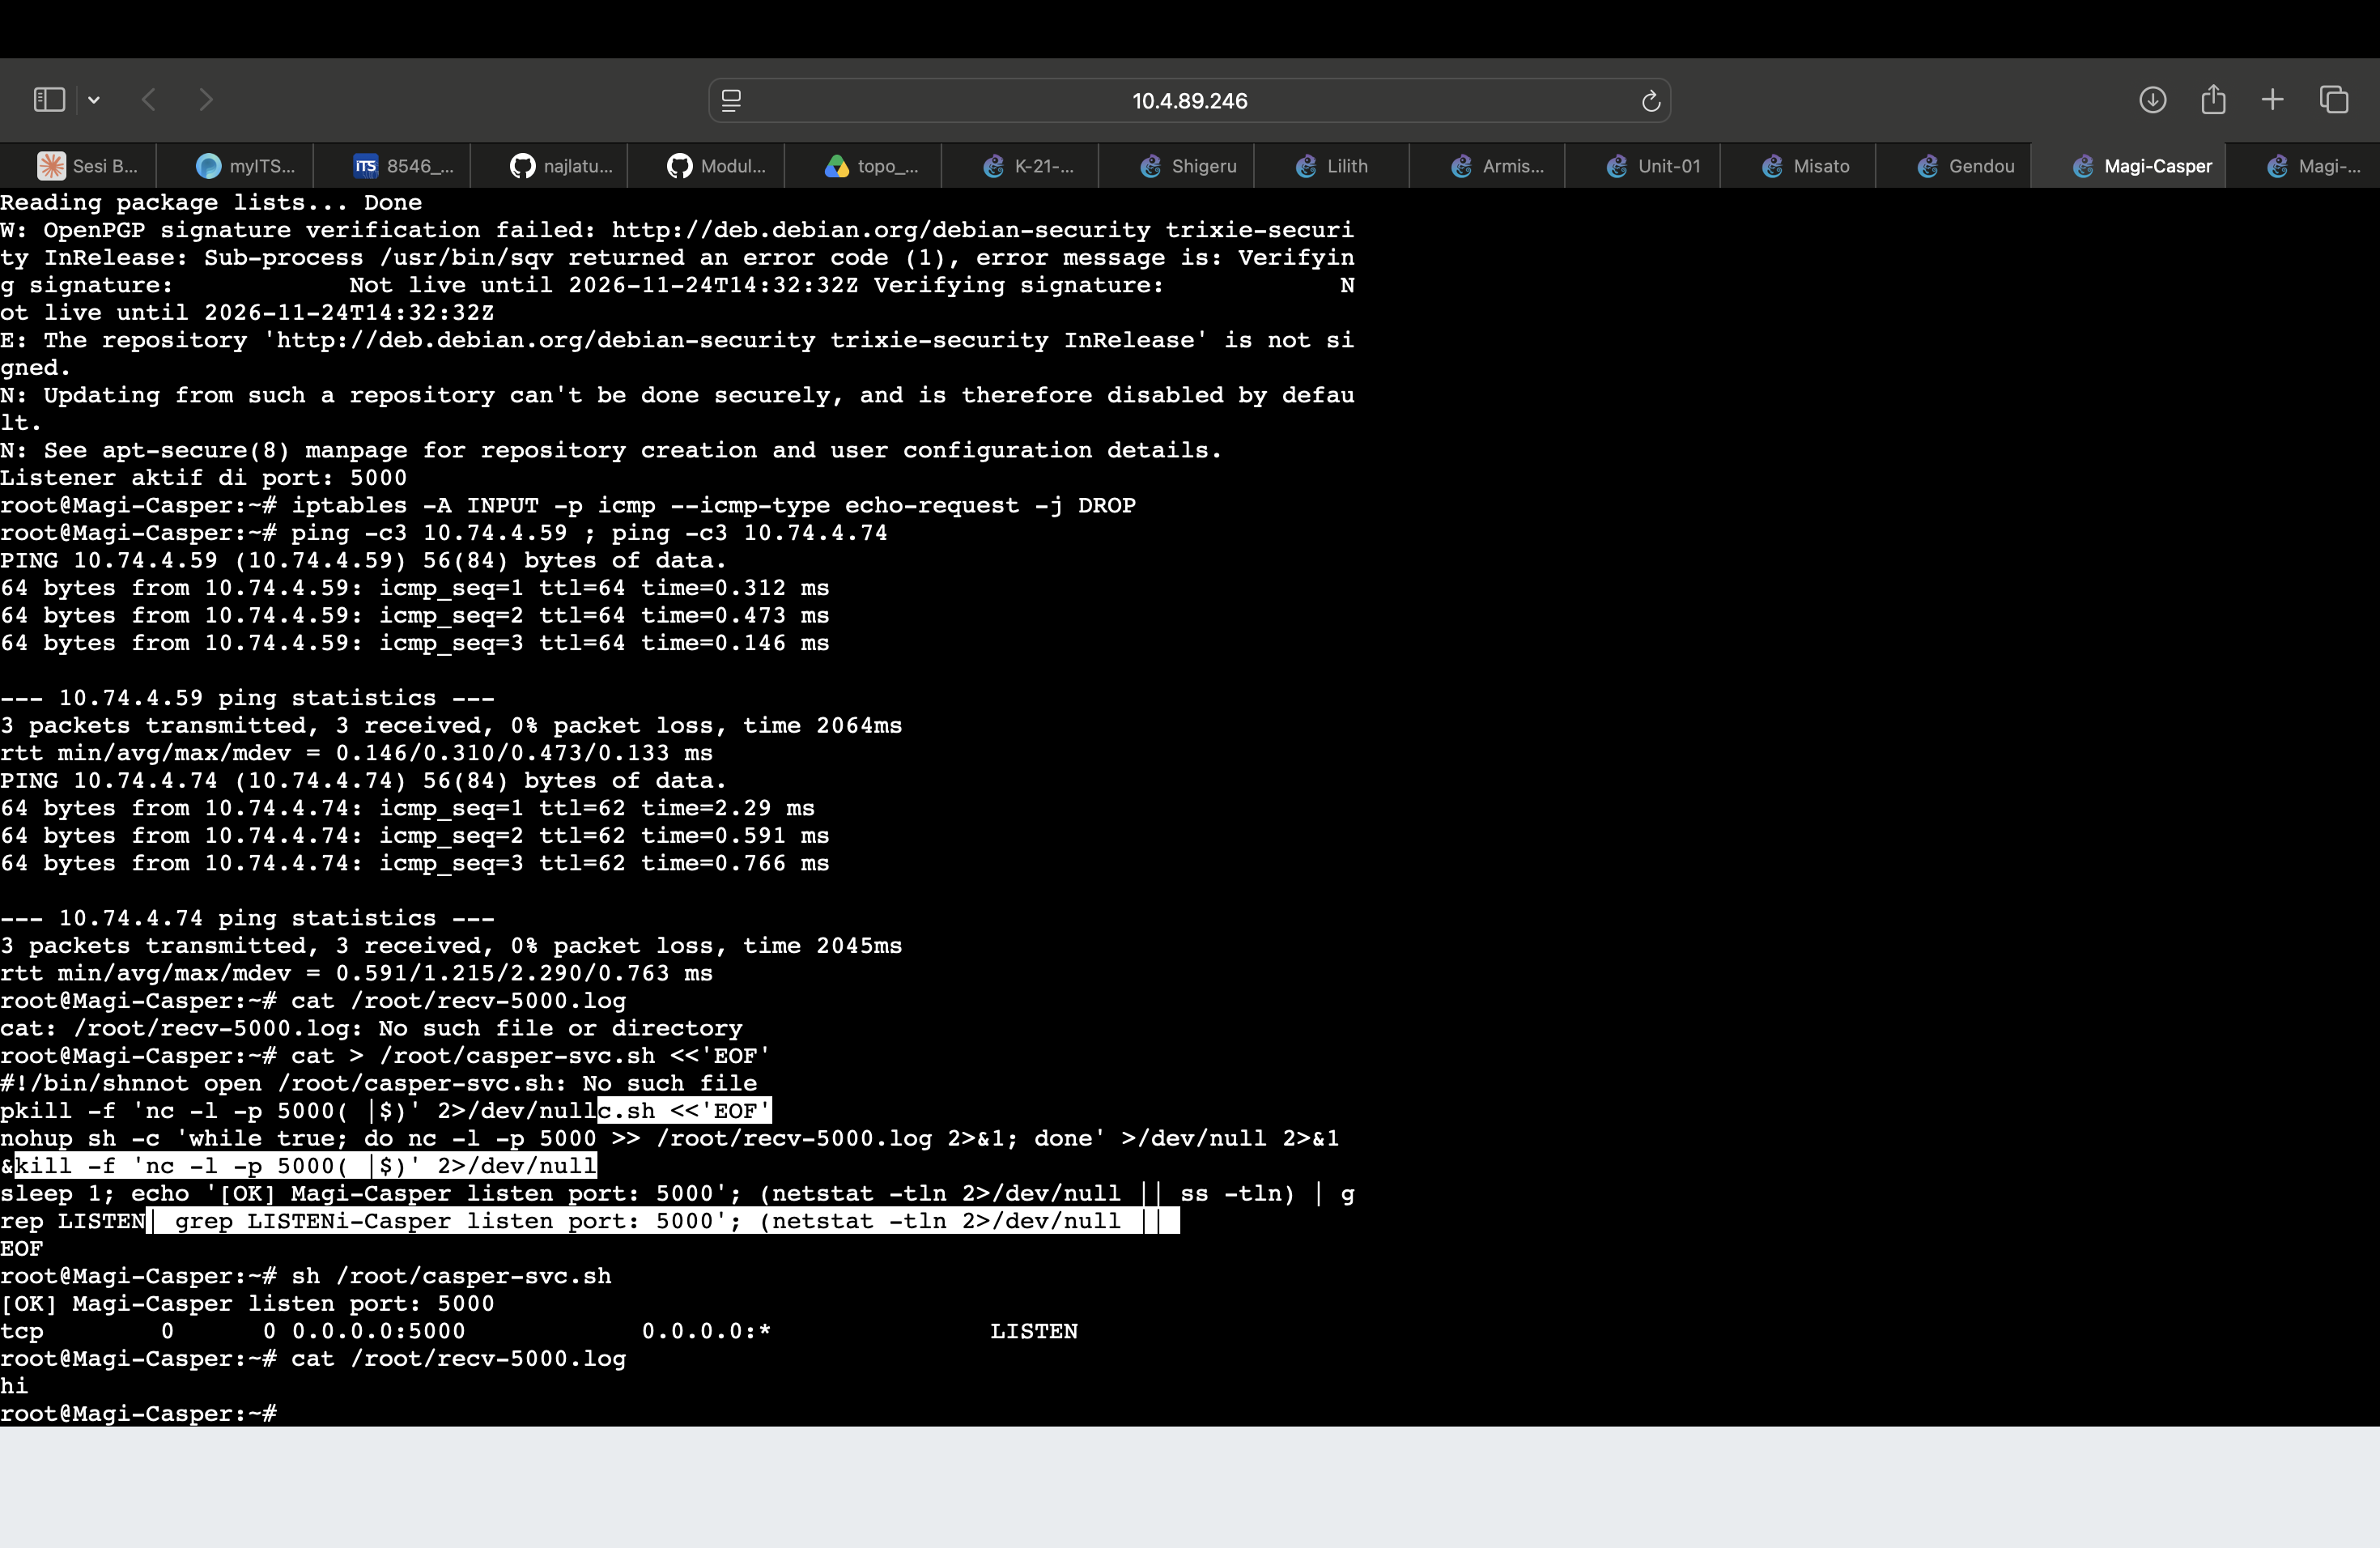 10.4.89.246
Sesi B...
myITS...
ITS
8546_...
najlatu...
Modul...
topo_...
K-21-...
Shigeru
Lilith
Armis...
Unit-01
Misato
Gendou
Magi-Casper
Magi-...
Reading package lists... Done
W: OpenPGP signature verification failed: http://deb.debian.org/debian-security trixie-securi
ty InRelease: Sub-process /usr/bin/sqv returned an error code (1), error message is: Verifyin
g signature:            Not live until 2026-11-24T14:32:32Z Verifying signature:            N
ot live until 2026-11-24T14:32:32Z
E: The repository 'http://deb.debian.org/debian-security trixie-security InRelease' is not si
gned.
N: Updating from such a repository can't be done securely, and is therefore disabled by defau
lt.
N: See apt-secure(8) manpage for repository creation and user configuration details.
Listener aktif di port: 5000
root@Magi-Casper:~# iptables -A INPUT -p icmp --icmp-type echo-request -j DROP
root@Magi-Casper:~# ping -c3 10.74.4.59 ; ping -c3 10.74.4.74
PING 10.74.4.59 (10.74.4.59) 56(84) bytes of data.
64 bytes from 10.74.4.59: icmp_seq=1 ttl=64 time=0.312 ms
64 bytes from 10.74.4.59: icmp_seq=2 ttl=64 time=0.473 ms
64 bytes from 10.74.4.59: icmp_seq=3 ttl=64 time=0.146 ms
--- 10.74.4.59 ping statistics ---
3 packets transmitted, 3 received, 0% packet loss, time 2064ms
rtt min/avg/max/mdev = 0.146/0.310/0.473/0.133 ms
PING 10.74.4.74 (10.74.4.74) 56(84) bytes of data.
64 bytes from 10.74.4.74: icmp_seq=1 ttl=62 time=2.29 ms
64 bytes from 10.74.4.74: icmp_seq=2 ttl=62 time=0.591 ms
64 bytes from 10.74.4.74: icmp_seq=3 ttl=62 time=0.766 ms
--- 10.74.4.74 ping statistics ---
3 packets transmitted, 3 received, 0% packet loss, time 2045ms
rtt min/avg/max/mdev = 0.591/1.215/2.290/0.763 ms
root@Magi-Casper:~# cat /root/recv-5000.log
cat: /root/recv-5000.log: No such file or directory
root@Magi-Casper:~# cat > /root/casper-svc.sh <<'EOF'
#!/bin/shnnot open /root/casper-svc.sh: No such file
pkill -f 'nc -l -p 5000( |$)' 2>/dev/nullc.sh <<'EOF'
nohup sh -c 'while true; do nc -l -p 5000 >> /root/recv-5000.log 2>&1; done' >/dev/null 2>&1
&kill -f 'nc -l -p 5000( |$)' 2>/dev/null
sleep 1; echo '[OK] Magi-Casper listen port: 5000'; (netstat -tln 2>/dev/null || ss -tln) | g
rep LISTEN| grep LISTENi-Casper listen port: 5000'; (netstat -tln 2>/dev/null ||
EOF
root@Magi-Casper:~# sh /root/casper-svc.sh
[OK] Magi-Casper listen port: 5000
tcp        0      0 0.0.0.0:5000            0.0.0.0:*               LISTEN
root@Magi-Casper:~# cat /root/recv-5000.log
hi
root@Magi-Casper:~#